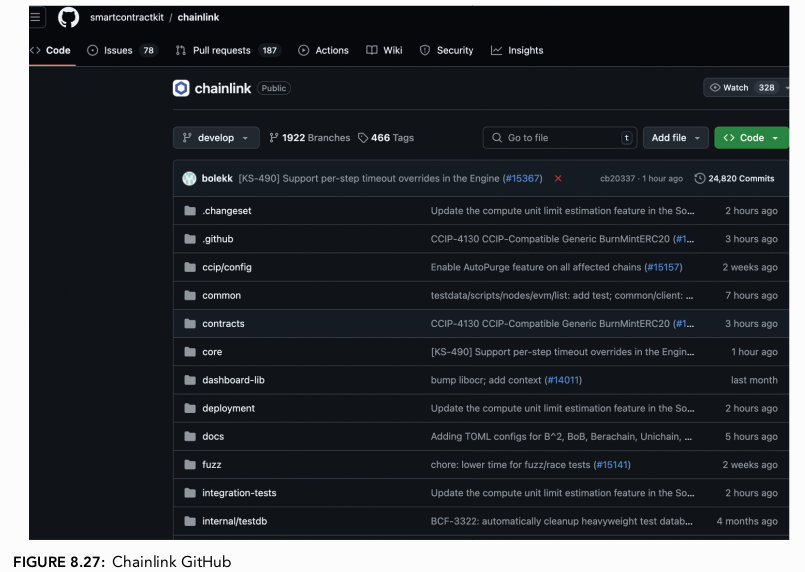 smartcontractkit / chainlink
<> Code Issues 78 Pull requests 187 Actions Wiki Security Insights
chainlink Public Watch 328
develop 1922 Branches 466 Tags Go to file t Add file <> Code
bolekk [KS-490] Support per-step timeout overrides in the Engine (#15367) cb20337 · 1 hour ago 24,820 Commits
.changeset Update the compute unit limit estimation feature in the So... 2 hours ago
.github CCIP-4130 CCIP-Compatible Generic BurnMintERC20 (#1... 3 hours ago
ccip/config Enable AutoPurge feature on all affected chains (#15157) 2 weeks ago
common testdata/scripts/nodes/evm/list: add test; common/client: ... 7 hours ago
contracts CCIP-4130 CCIP-Compatible Generic BurnMintERC20 (#1... 3 hours ago
core [KS-490] Support per-step timeout overrides in the Engin... 1 hour ago
dashboard-lib bump libocr; add context (#14011) last month
deployment Update the compute unit limit estimation feature in the So... 2 hours ago
docs Adding TOML configs for B^2, BoB, Berachain, Unichain, ... 5 hours ago
fuzz chore: lower time for fuzz/race tests (#15141) 2 weeks ago
integration-tests Update the compute unit limit estimation feature in the So... 2 hours ago
internal/testdb BCF-3322: automatically cleanup heavyweight test datab... 4 months ago
FIGURE 8.27: Chainlink GitHub